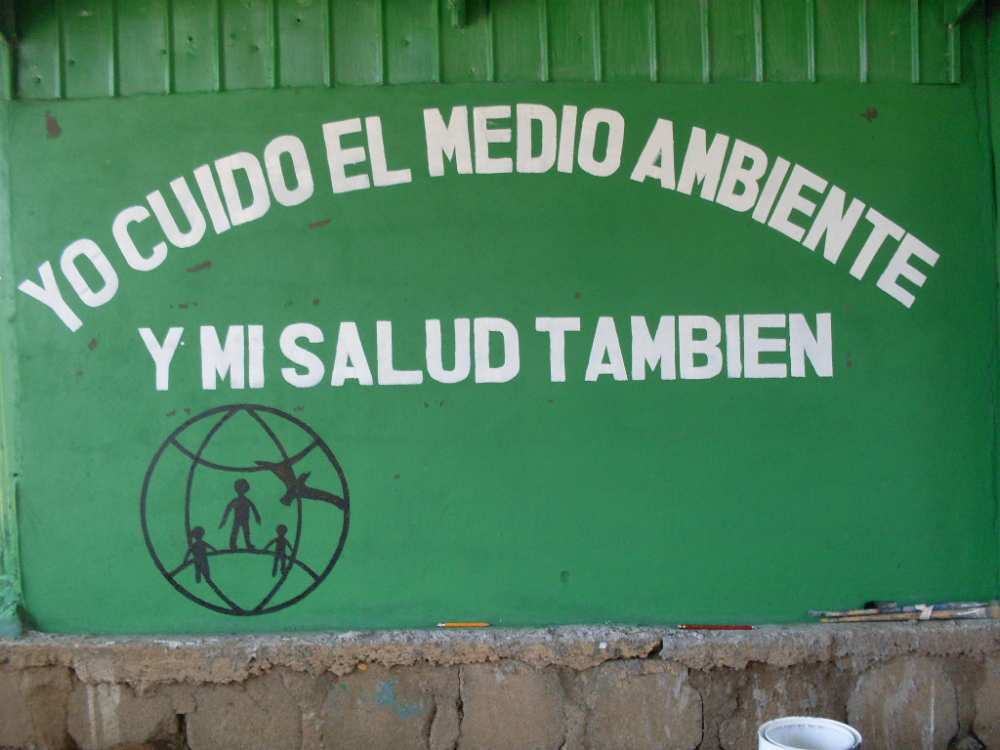 YO CUIDO EL MEDIO AMBIENTE
Y MI SALUD TAMBIEN